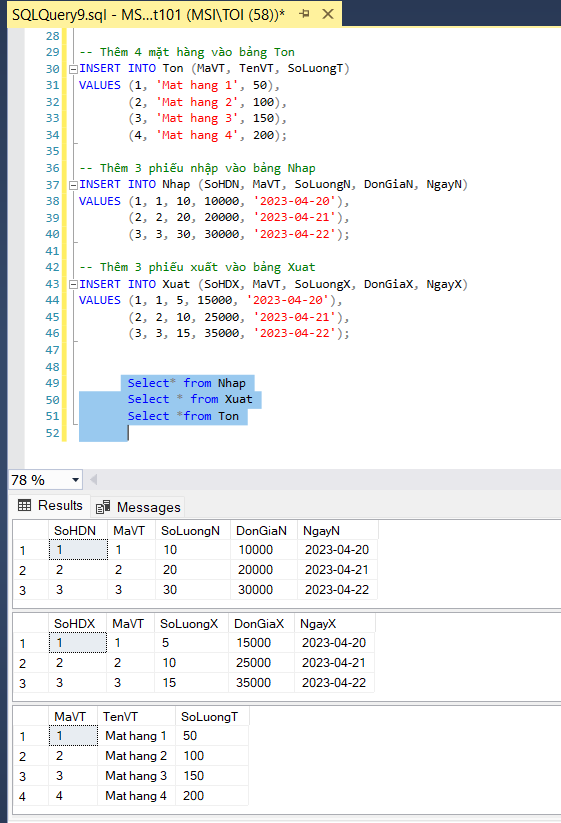 SQLQuery9.sql - MS...t101 (MSI\TOI (58))*
28
29 -- Thêm 4 mặt hàng vào bảng Ton
30 INSERT INTO Ton (MaVT, TenVT, SoLuongT)
31 VALUES (1, 'Mat hang 1', 50),
32 (2, 'Mat hang 2', 100),
33 (3, 'Mat hang 3', 150),
34 (4, 'Mat hang 4', 200);
35
36 -- Thêm 3 phiếu nhập vào bảng Nhap
37 INSERT INTO Nhap (SoHDN, MaVT, SoLuongN, DonGiaN, NgayN)
38 VALUES (1, 1, 10, 10000, '2023-04-20'),
39 (2, 2, 20, 20000, '2023-04-21'),
40 (3, 3, 30, 30000, '2023-04-22');
41
42 -- Thêm 3 phiếu xuất vào bảng Xuat
43 INSERT INTO Xuat (SoHDX, MaVT, SoLuongX, DonGiaX, NgayX)
44 VALUES (1, 1, 5, 15000, '2023-04-20'),
45 (2, 2, 10, 25000, '2023-04-21'),
46 (3, 3, 15, 35000, '2023-04-22');
47
48
49 Select* from Nhap
50 Select * from Xuat
51 Select *from Ton
52
78 %
Results Messages
SoHDN MaVT SoLuongN DonGiaN NgayN
1 1 1 10 10000 2023-04-20
2 2 2 20 20000 2023-04-21
3 3 3 30 30000 2023-04-22
SoHDX MaVT SoLuongX DonGiaX NgayX
1 1 1 5 15000 2023-04-20
2 2 2 10 25000 2023-04-21
3 3 3 15 35000 2023-04-22
MaVT TenVT SoLuongT
1 1 Mat hang 1 50
2 2 Mat hang 2 100
3 3 Mat hang 3 150
4 4 Mat hang 4 200